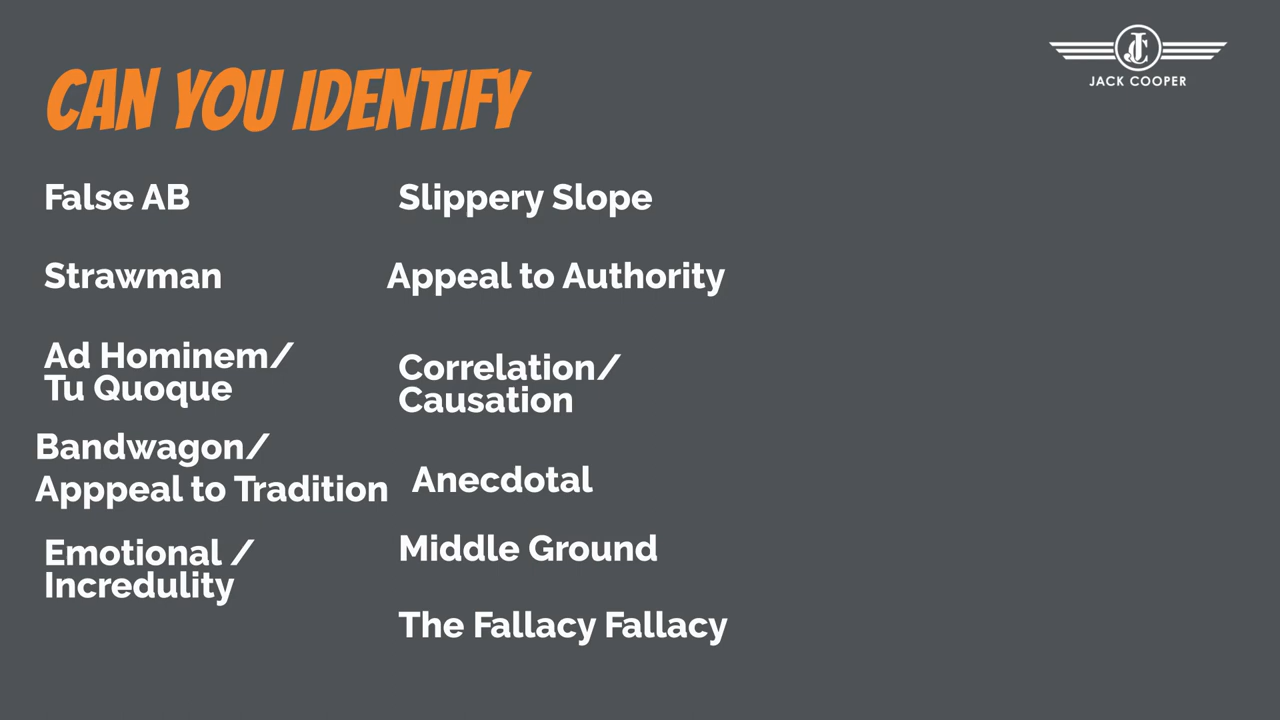 CAN YOU IDENTIFY
JC
JACK COOPER
False AB
Strawman
Ad Hominem/
Tu Quoque
Bandwagon/
Apppeal to Tradition
Emotional /
Incredulity
Slippery Slope
Appeal to Authority
Correlation/
Causation
Anecdotal
Middle Ground
The Fallacy Fallacy